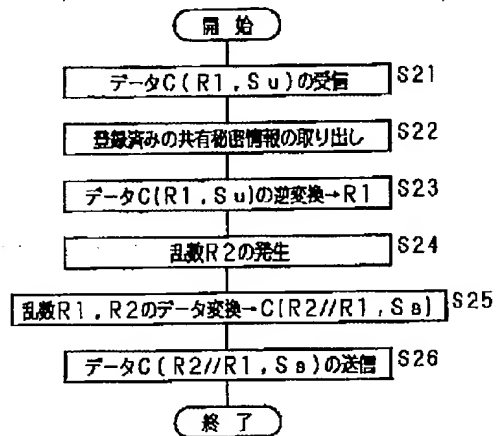 開 始
データC(R1,Su)の受信 S21
登録済みの共有秘密情報の取り出し S22
データC(R1,Su)の逆変換→R1 S23
乱数R2の発生 S24
乱数R1,R2のデータ変換→C(R2//R1,Ss) S25
データC(R2//R1,Ss)の送信 S26
終 了